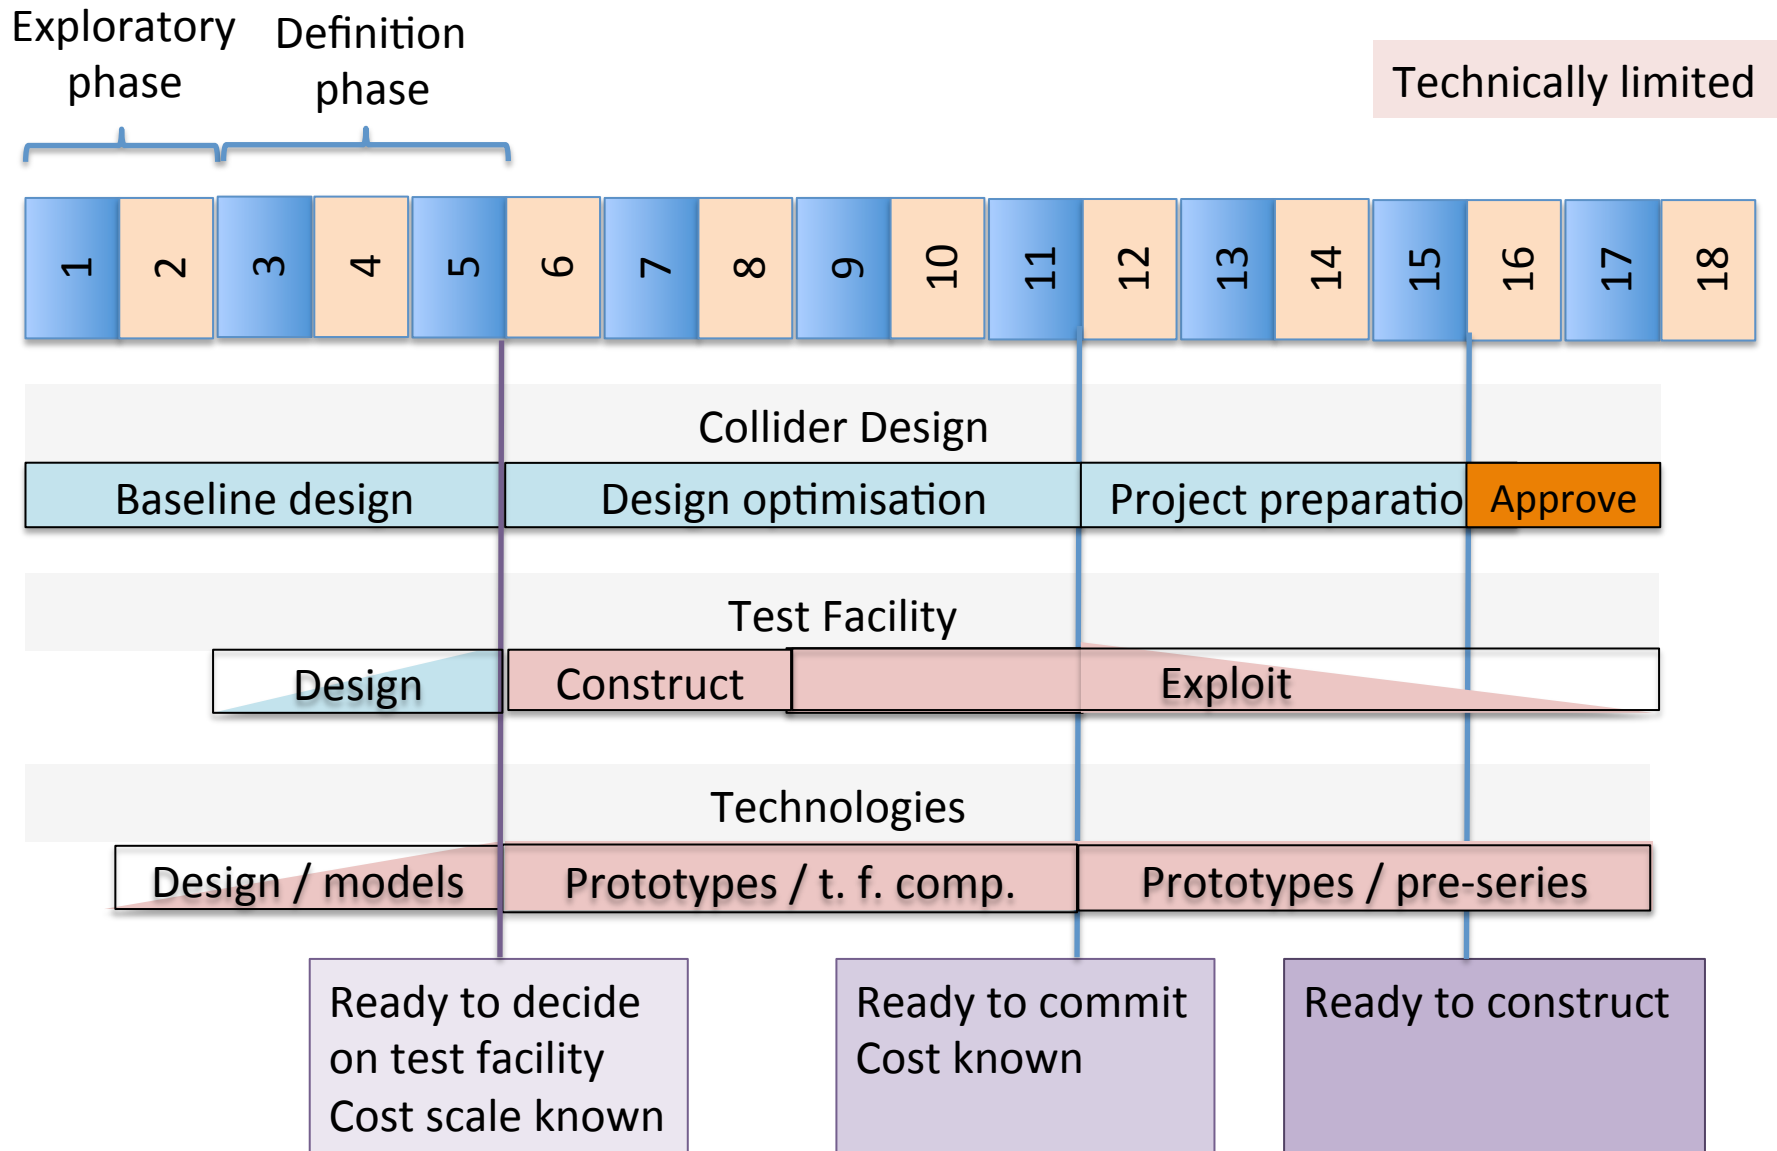 Exploratory
phase
Definition
phase
Technically limited
1 2 3 4 5 6 7 8 9 10 11 12 13 14 15 16 17 18
Collider Design
Baseline design
Design optimisation
Project preparatio
Approve
Test Facility
Design
Construct
Exploit
Technologies
Design / models
Prototypes / t. f. comp.
Prototypes / pre-series
Ready to decide
on test facility
Cost scale known
Ready to commit
Cost known
Ready to construct